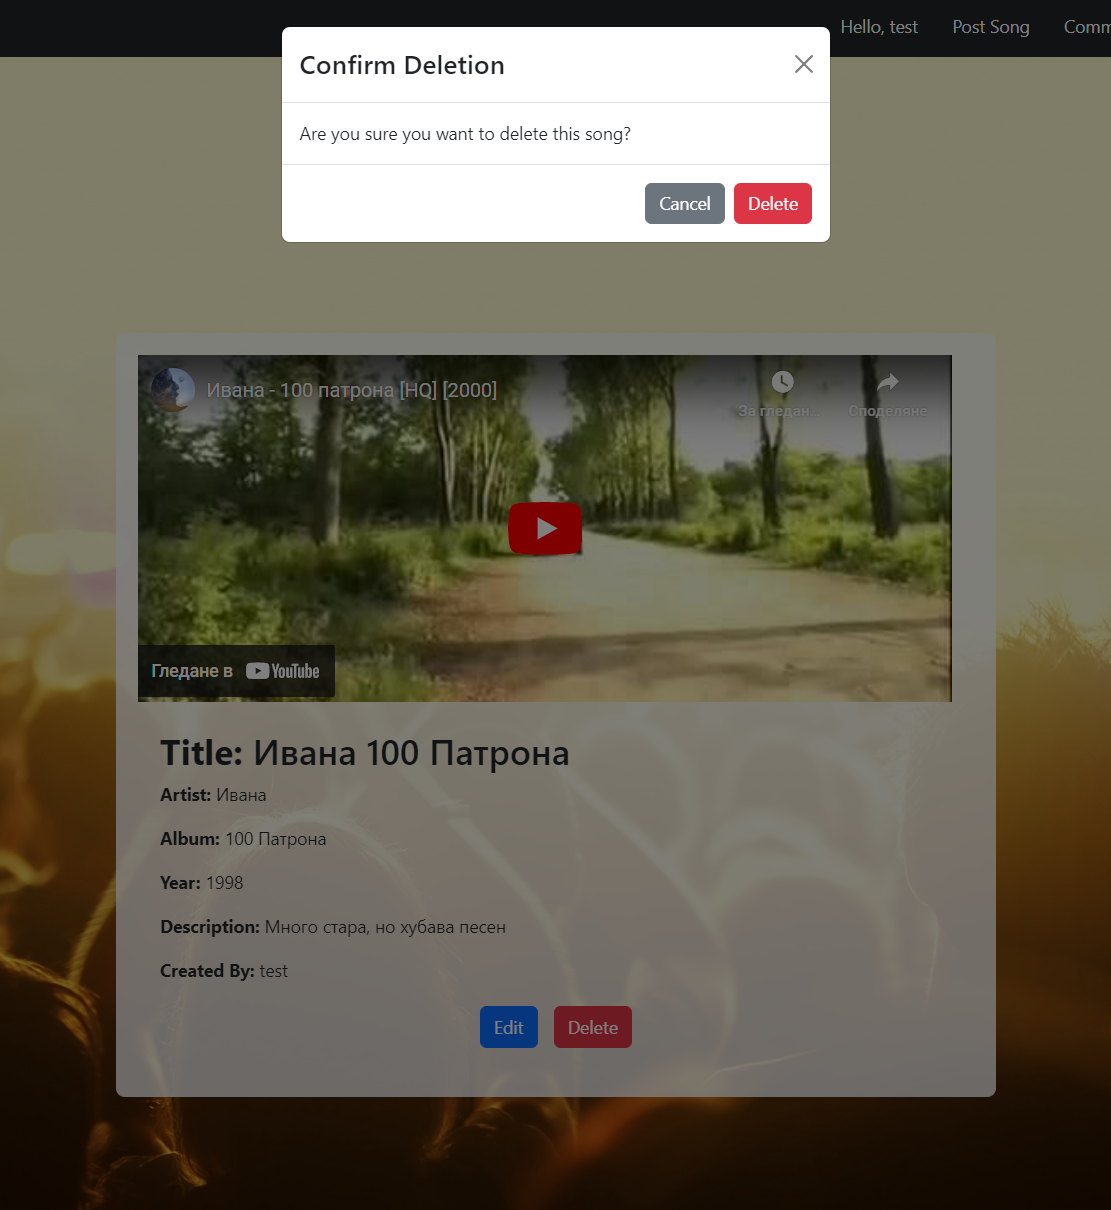 Hello, test Post Song Comm
Confirm Deletion
Are you sure you want to delete this song?
Cancel Delete
Ивана - 100 патрона [HQ] [2000]
За гледан... Споделяне
Гледане в YouTube
Title: Ивана 100 Патрона
Artist: Ивана
Album: 100 Патрона
Year: 1998
Description: Много стара, но хубава песен
Created By: test
Edit Delete